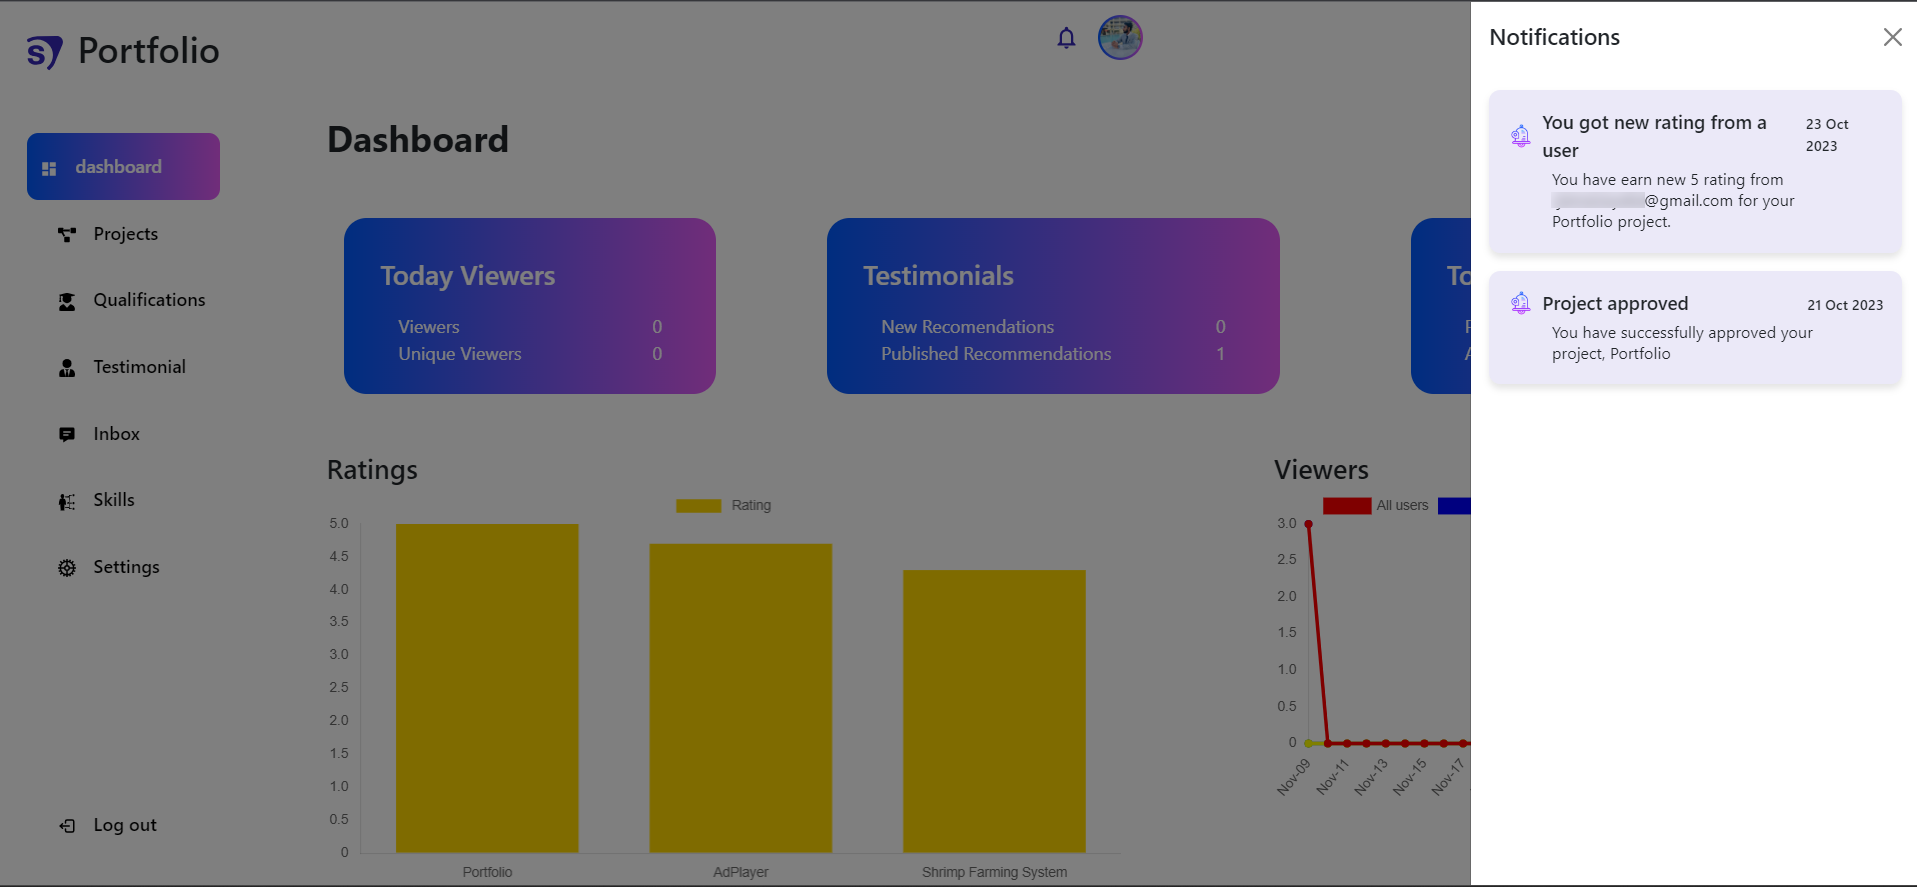 Portfolio
dashboard
Projects
Qualifications
Testimonial
Inbox
Skills
Settings
Log out
Dashboard
Today Viewers
Viewers 0
Unique Viewers 0
Testimonials
New Recomendations 0
Published Recommendations 1
To
Ratings
Rating
5.0
4.5
4.0
3.5
3.0
2.5
2.0
1.5
1.0
0.5
0
Portfolio AdPlayer Shrimp Farming System
Viewers
All users
3.0
2.5
2.0
1.5
1.0
0.5
0
Nov-09 Nov-11 Nov-13 Nov-15 Nov-17
Notifications
You got new rating from a
user
23 Oct
2023
You have earn new 5 rating from
@gmail.com for your
Portfolio project.
Project approved 21 Oct 2023
You have successfully approved your
project, Portfolio